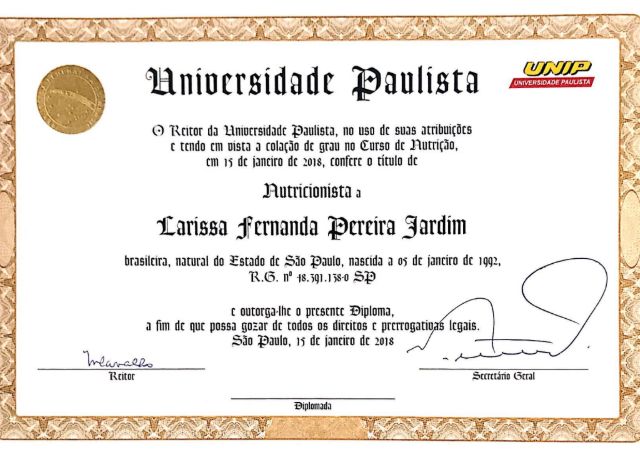 Universidade Paulista
UNIP
UNIVERSIDADE PAULISTA
O Reitor da Universidade Paulista, no uso de suas atribuições
e tendo em vista a colação de grau no Curso de Nutrição,
em 15 de janeiro de 2018, confere o título de
Nutricionista a
Larissa Fernanda Pereira Jardim
brasileira, natural do Estado de São Paulo, nascida a 05 de janeiro de 1992,
R.G. nº 48.391.138-0 SP
e outorga-lhe o presente Diploma,
a fim de que possa gozar de todos os direitos e prerrogativas legais.
São Paulo, 15 de janeiro de 2018
Reitor
Secretário Geral
Diplomada